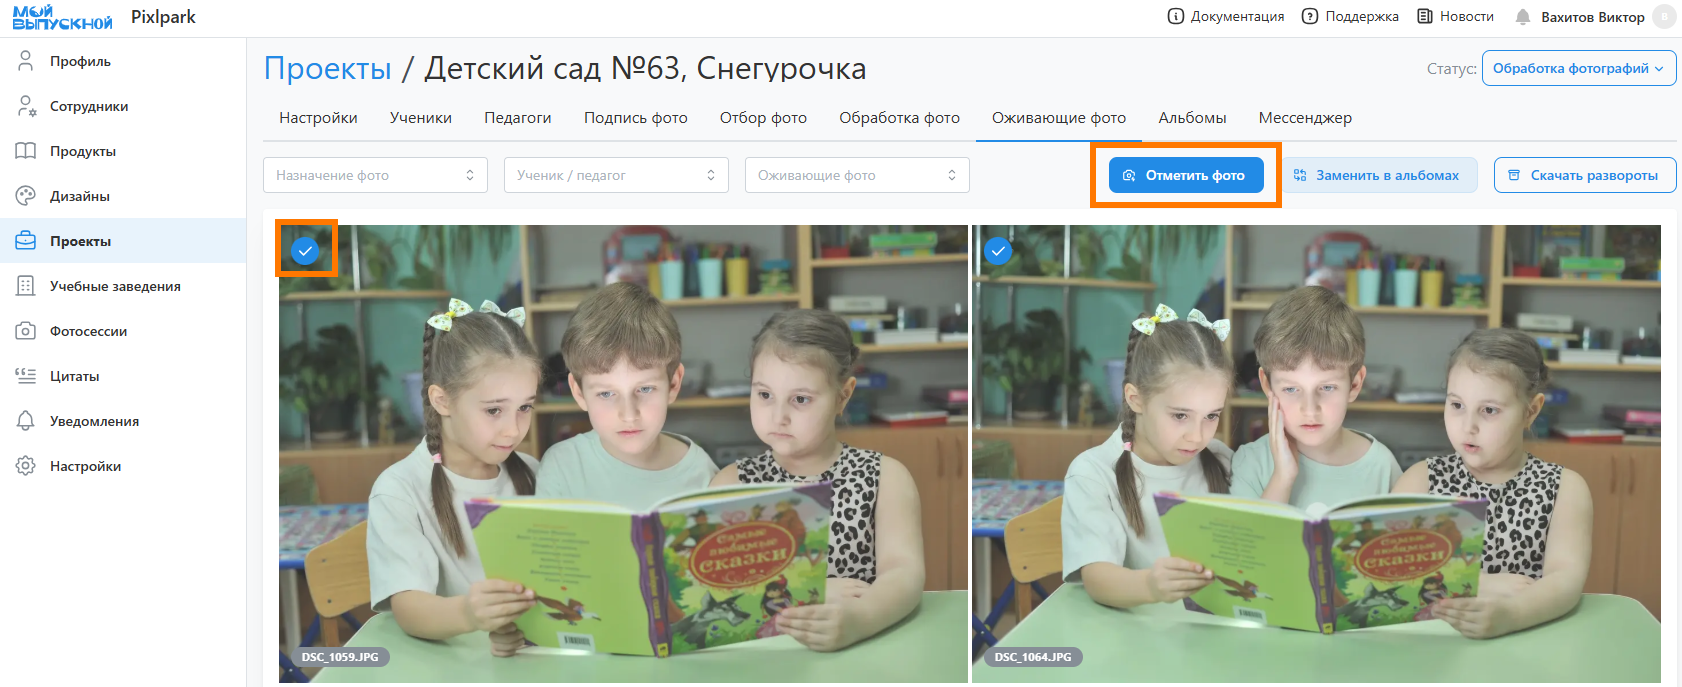 МОЙ ВЫПУСКНОЙ
Pixlpark
Документация
Поддержка
Новости
Вахитов Виктор
В
Профиль
Сотрудники
Продукты
Дизайны
Проекты
Учебные заведения
Фотосессии
Цитаты
Уведомления
Настройки
Проекты / Детский сад №63, Снегурочка
Статус:
Обработка фотографий
Настройки
Ученики
Педагоги
Подпись фото
Отбор фото
Обработка фото
Оживающие фото
Альбомы
Мессенджер
Назначение фото
Ученик / педагог
Оживающие фото
Отметить фото
Заменить в альбомах
Скачать развороты
Самые
любимые
сказки
DSC_1059.JPG
Самые
любимые
сказки
DSC_1064.JPG